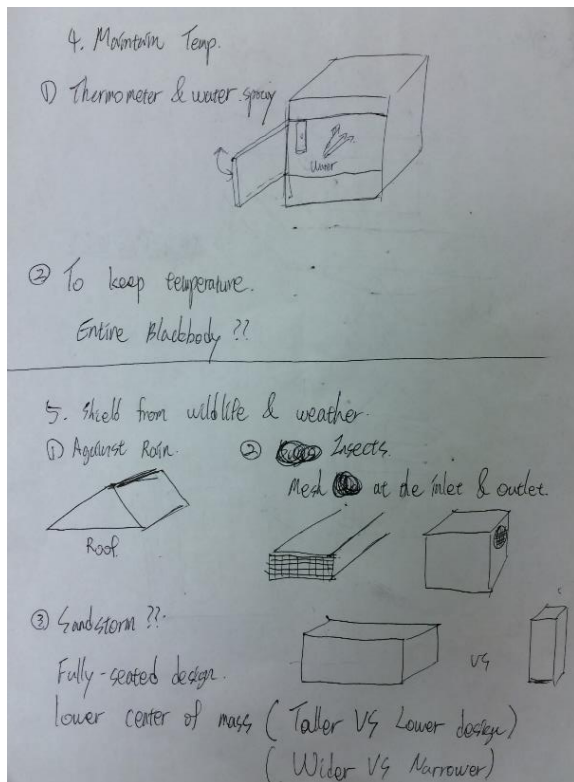 4. Maintain Temp.
① Thermometer & water spray
Water
② To keep temperature.
Entire Blackbody ??
5. Shield from wildlife & weather.
① Against Rain.
Roof.
② Insects.
Mesh at the inlet & outlet.
③ Sandstorm ??
Fully-seated design.
VS
lower center of mass ( Taller VS Lower design )
( Wider VS Narrower )